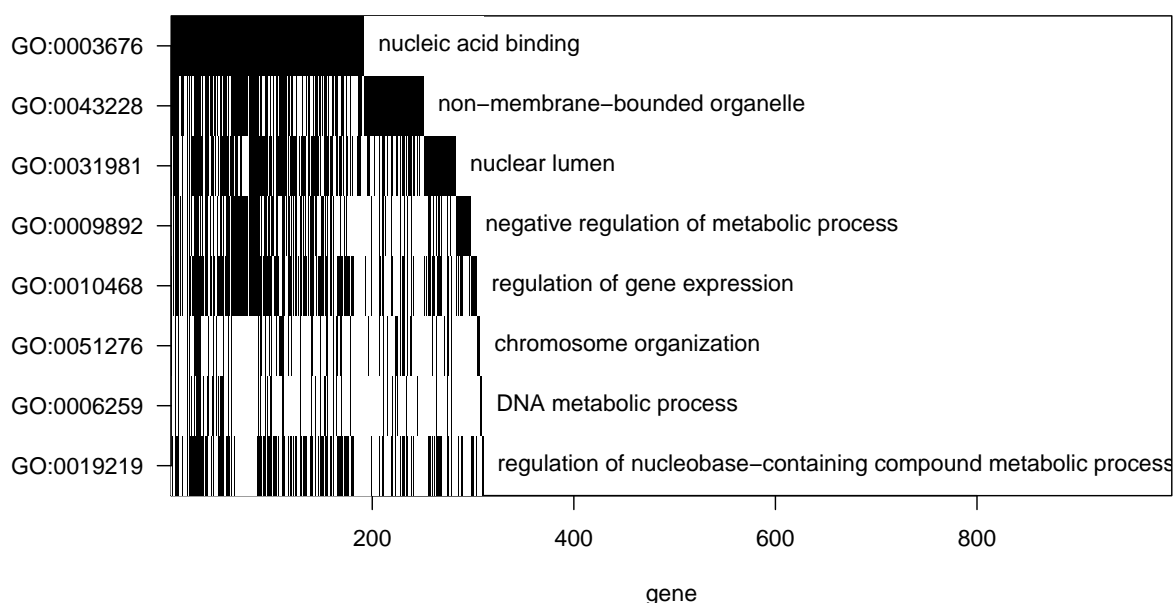 GO:0003676 nucleic acid binding
GO:0043228 non−membrane−bounded organelle
GO:0031981 nuclear lumen
GO:0009892 negative regulation of metabolic process
GO:0010468 regulation of gene expression
GO:0051276 chromosome organization
GO:0006259 DNA metabolic process
GO:0019219 regulation of nucleobase−containing compound metabolic process
200 400 600 800
gene